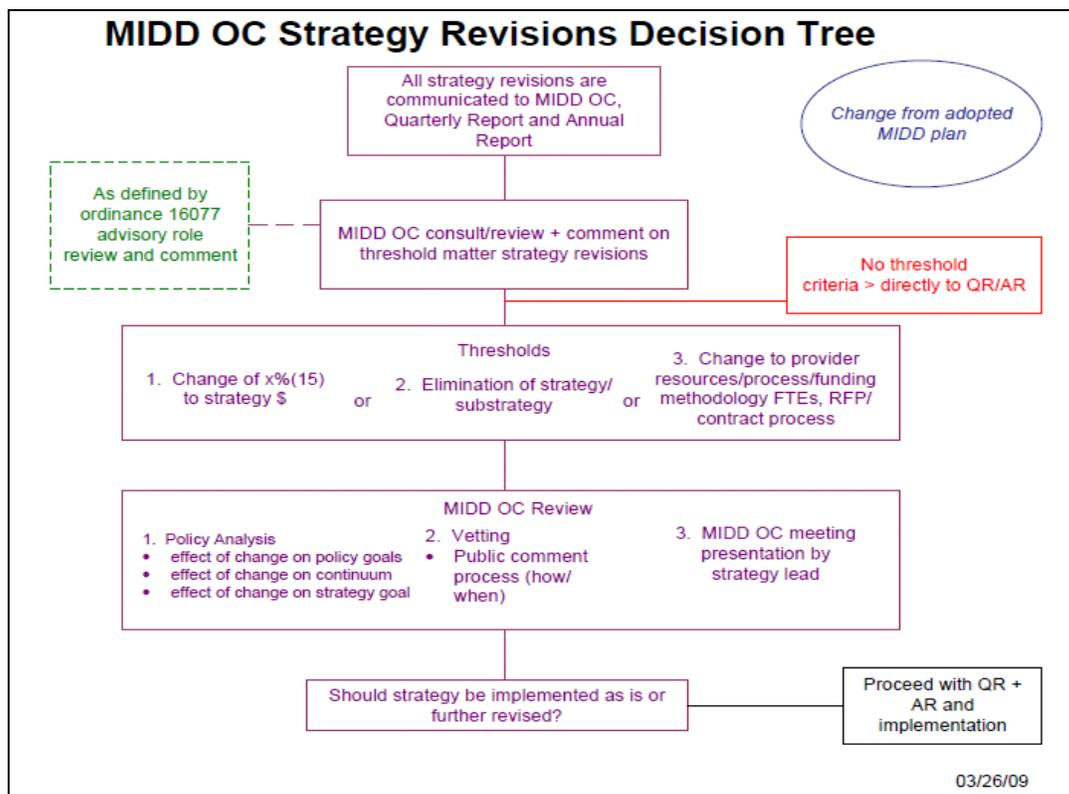 MIDD OC Strategy Revisions Decision Tree
All strategy revisions are
communicated to MIDD OC,
Quarterly Report and Annual
Report
Change from adopted
MIDD plan
As defined by
ordinance 16077
advisory role
review and comment
MIDD OC consult/review + comment on
threshold matter strategy revisions
No threshold
criteria > directly to QR/AR
Thresholds
1. Change of x%(15)
to strategy $
or
2. Elimination of strategy/
substrategy
or
3. Change to provider
resources/process/funding
methodology FTEs, RFP/
contract process
MIDD OC Review
1. Policy Analysis
• effect of change on policy goals
• effect of change on continuum
• effect of change on strategy goal
2. Vetting
• Public comment
process (how/
when)
3. MIDD OC meeting
presentation by
strategy lead
Should strategy be implemented as is or
further revised?
Proceed with QR +
AR and
implementation
03/26/09